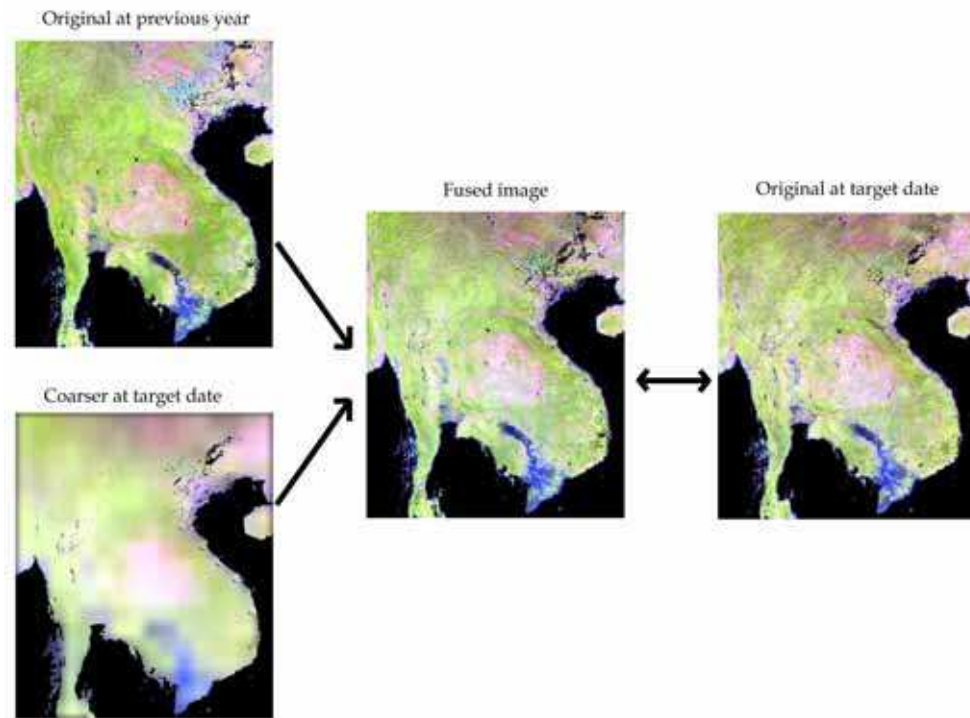 Original at previous year
Fused image
Original at target date
Coarser at target date